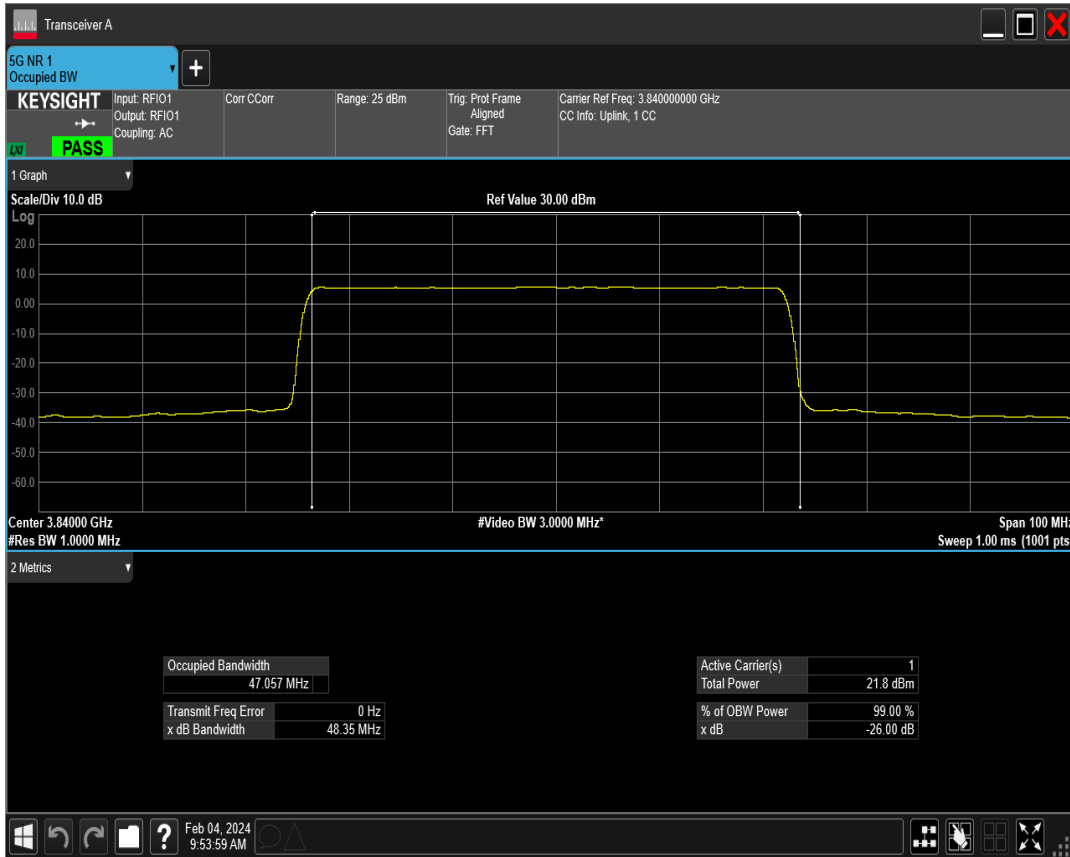 Transceiver A
5G NR 1
Occupied BW
+
KEYSIGHT
LXI
PASS
Input: RFIO1
Output: RFIO1
Coupling: AC
Corr CCorr
Range: 25 dBm
Trig: Prot Frame
Aligned
Gate: FFT
Carrier Ref Freq: 3.840000000 GHz
CC Info: Uplink, 1 CC
1 Graph
Scale/Div 10.0 dB
Ref Value 30.00 dBm
Log
20.0
10.0
0.00
-10.0
-20.0
-30.0
-40.0
-50.0
-60.0
Center 3.84000 GHz
#Video BW 3.0000 MHz*
Span 100 MHz
#Res BW 1.0000 MHz
Sweep 1.00 ms (1001 pts
2 Metrics
Occupied Bandwidth
47.057 MHz
Transmit Freq Error 0 Hz
x dB Bandwidth 48.35 MHz
Active Carrier(s) 1
Total Power 21.8 dBm
% of OBW Power 99.00 %
x dB -26.00 dB
?
Feb 04, 2024
9:53:59 AM